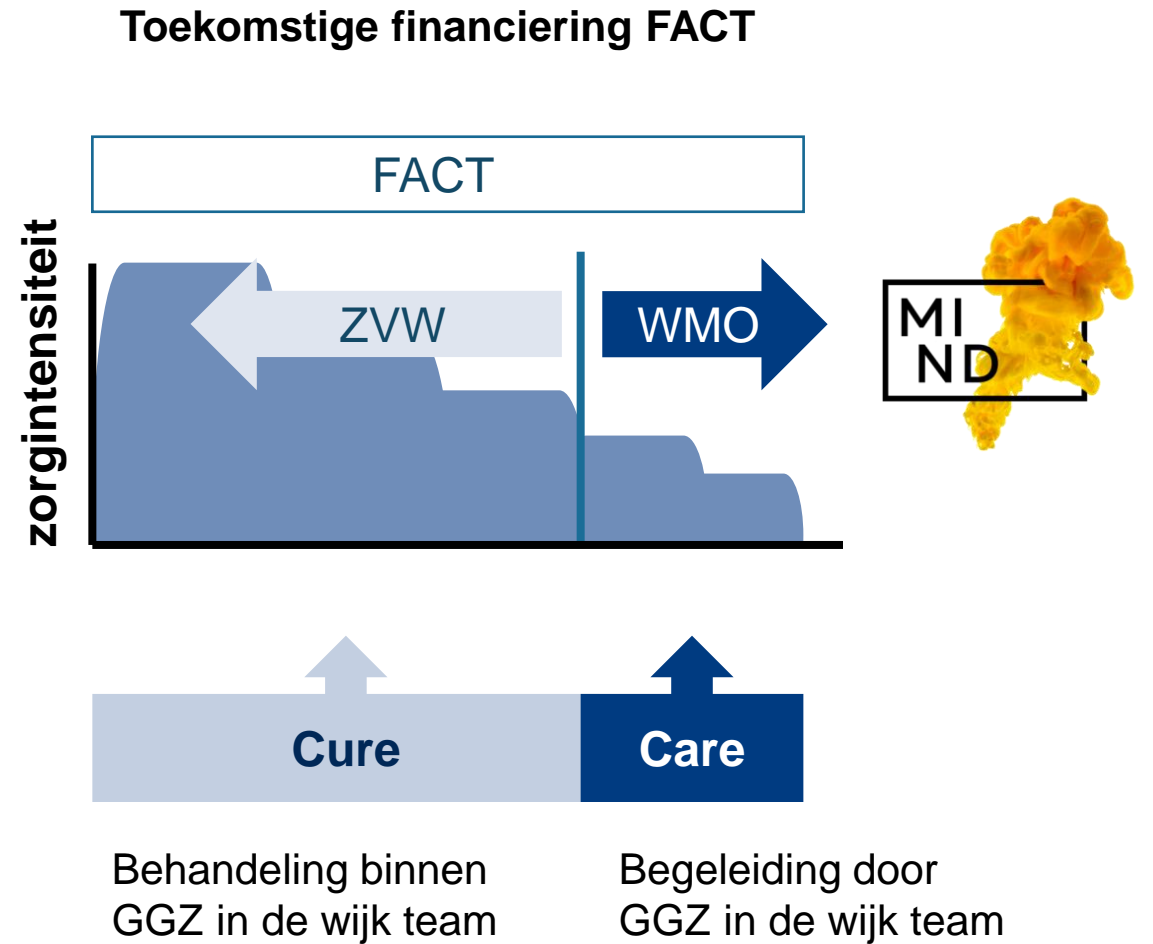 Toekomstige financiering FACT
FACT
zorgintensiteit
ZVW
WMO
MI
ND
Cure
Care
Behandeling binnen
GGZ in de wijk team
Begeleiding door
GGZ in de wijk team